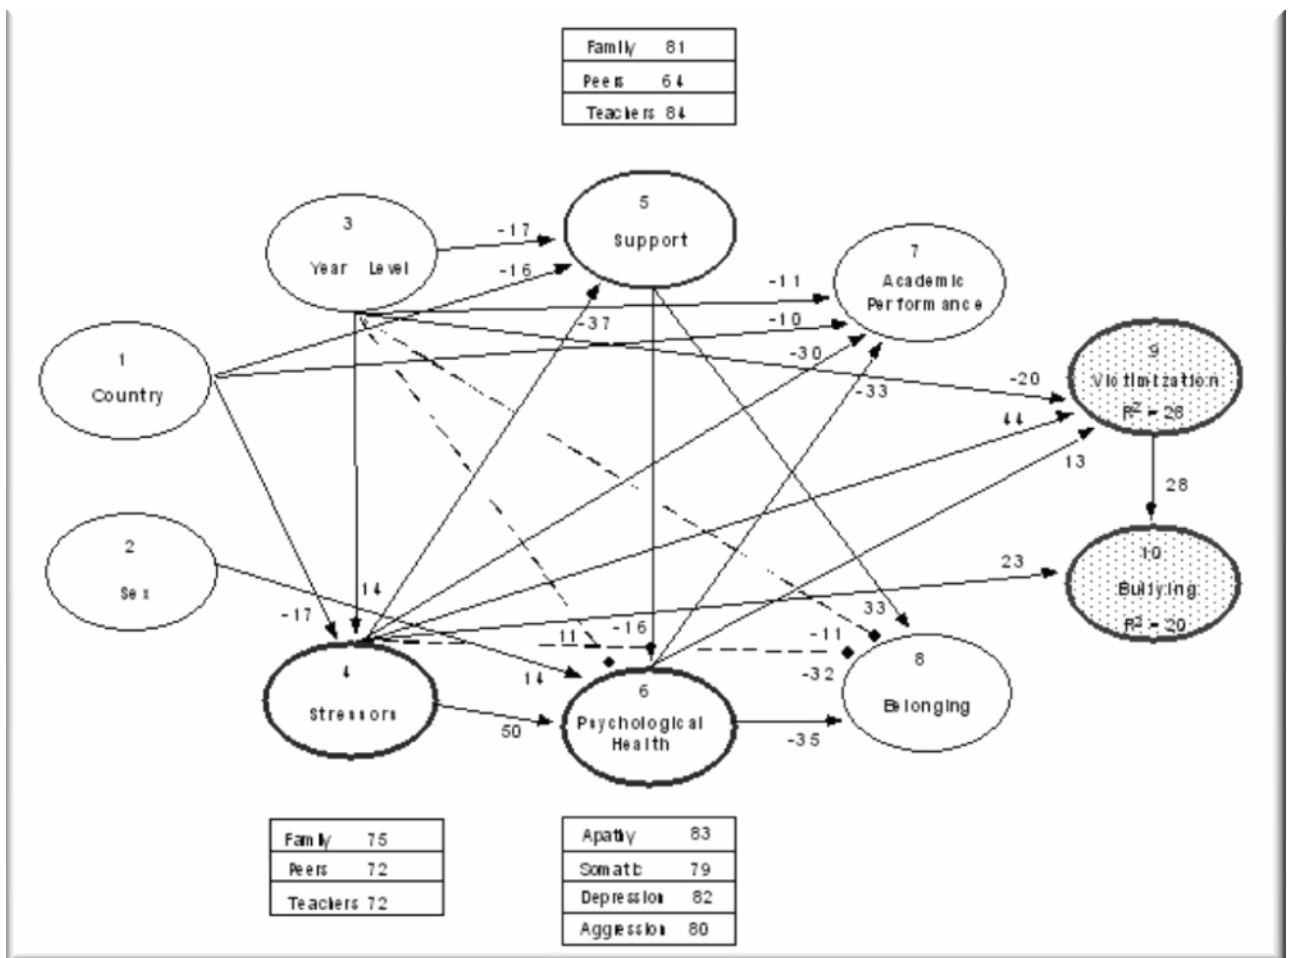 Family 81
Peers 64
Teachers 84
3
Year Level
5
Support
7
Academic
Performance
1
Country
9
Victimization
R² = 28
2
Sex
10
Bullying
R² = 20
4
Stressors
6
Psychological
Health
8
Belonging
-17
-16
-11
-10
-37
-30
-33
-20
44
13
28
23
14
-17
11
-16
33
-11
-32
14
50
-35
Family 75
Peers 72
Teachers 72
Apathy 83
Somatic 79
Depression 82
Aggression 80